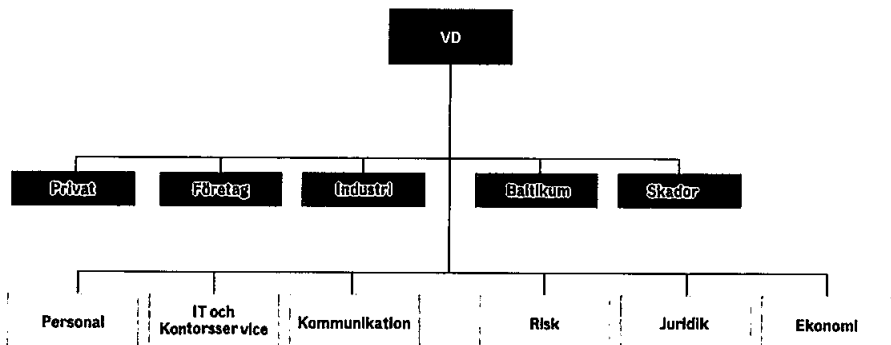 VD
Privat
Företag
Industri
Baltikum
Skador
Personal
IT och
Kontorsservice
Kommunikation
Risk
Juridik
Ekonomi